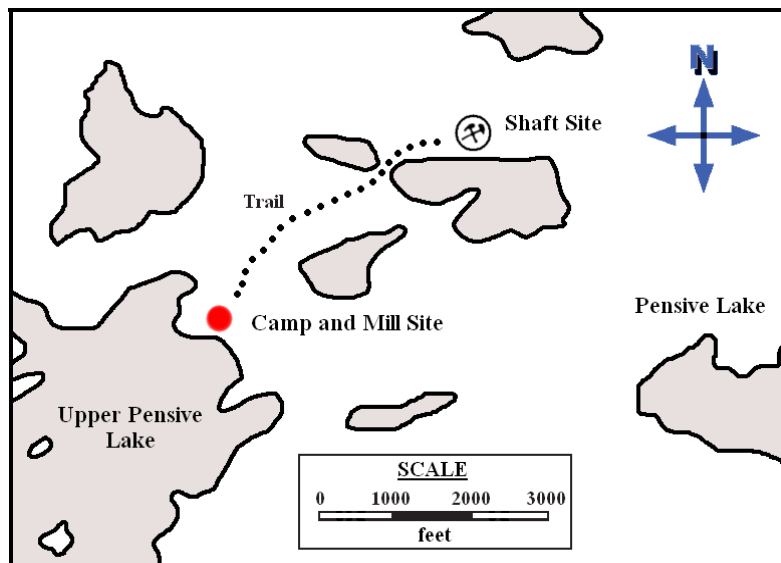 N
Shaft Site
Trail
Pensive Lake
Camp and Mill Site
Upper Pensive
Lake
SCALE
0 1000 2000 3000
feet